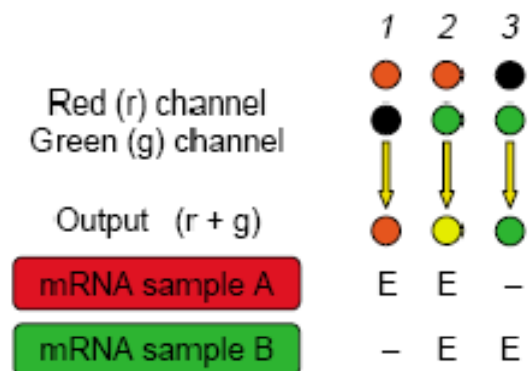 1 2 3
Red (r) channel
Green (g) channel
Output (r + g)
mRNA sample A E E –
mRNA sample B – E E